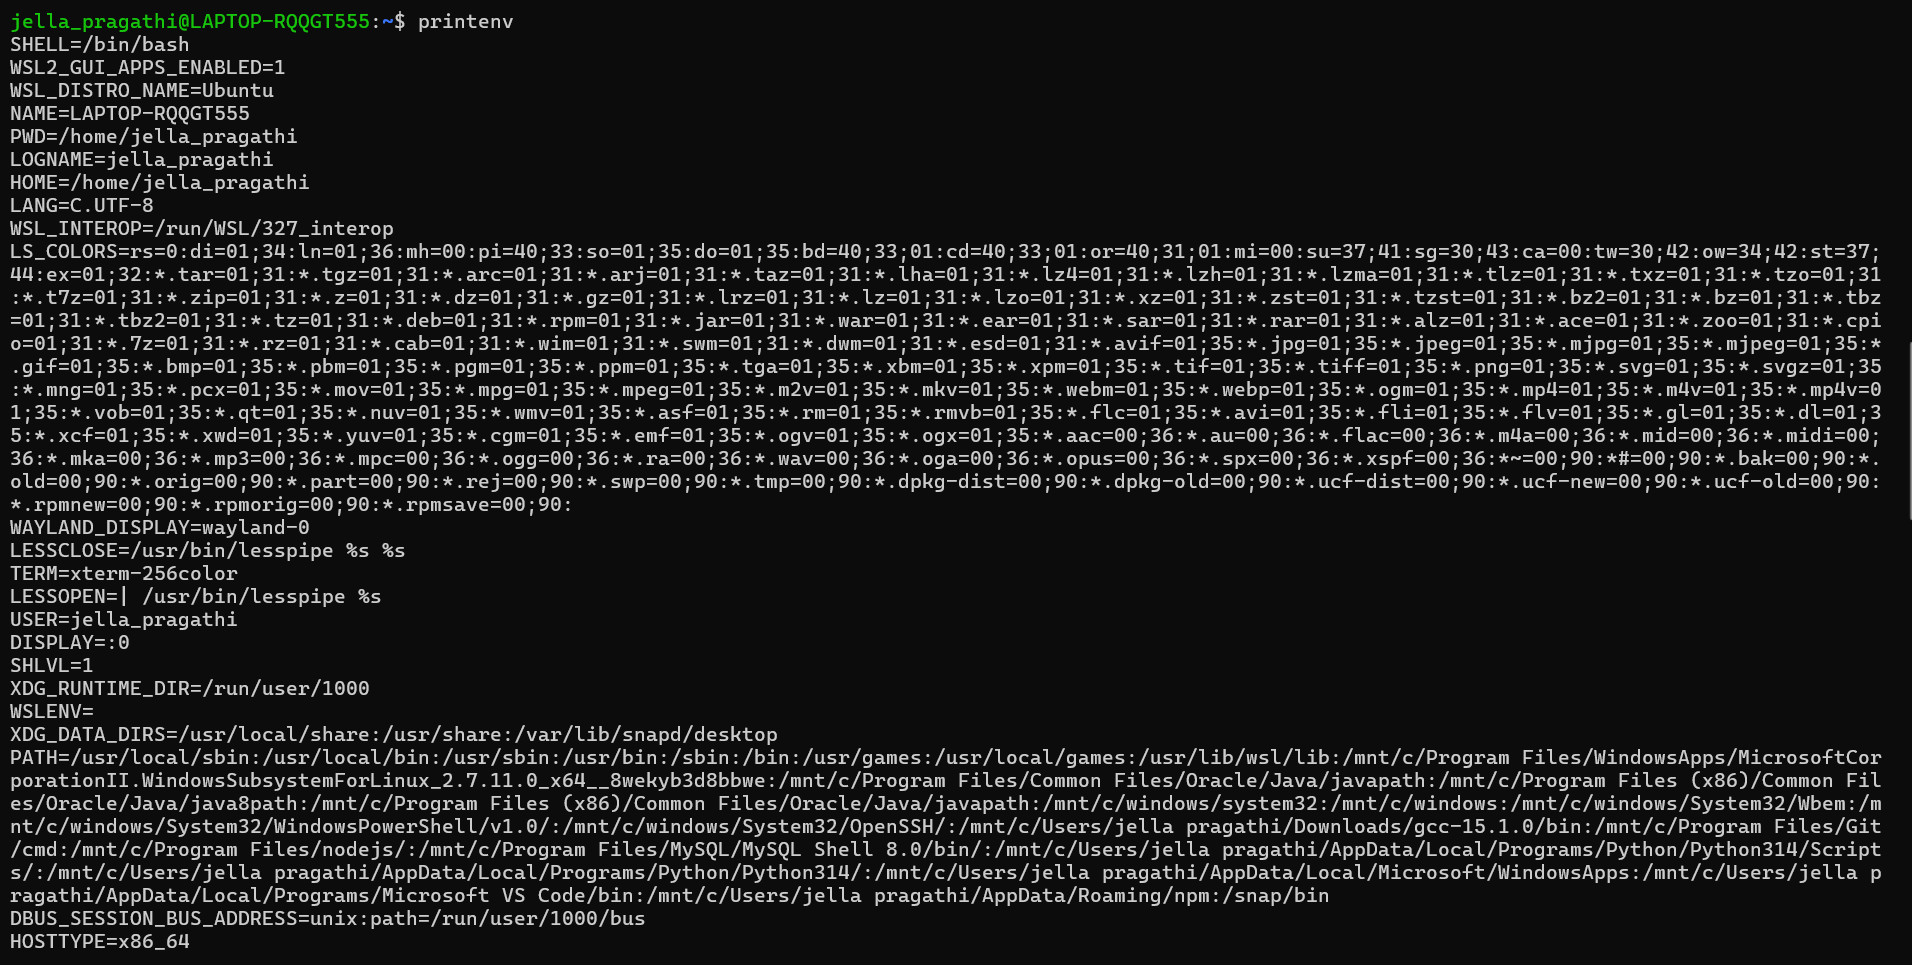 jella_pragathi@LAPTOP-RQQGT555:~$ printenv
SHELL=/bin/bash
WSL2_GUI_APPS_ENABLED=1
WSL_DISTRO_NAME=Ubuntu
NAME=LAPTOP-RQQGT555
PWD=/home/jella_pragathi
LOGNAME=jella_pragathi
HOME=/home/jella_pragathi
LANG=C.UTF-8
WSL_INTEROP=/run/WSL/327_interop
LS_COLORS=rs=0:di=01;34:ln=01;36:mh=00:pi=40;33:so=01;35:do=01;35:bd=40;33;01:cd=40;33;01:or=40;31;01:mi=00:su=37;41:sg=30;43:ca=00:tw=30;42:ow=34;42:st=37;
44:ex=01;32:*.tar=01;31:*.tgz=01;31:*.arc=01;31:*.arj=01;31:*.taz=01;31:*.lha=01;31:*.lz4=01;31:*.lzh=01;31:*.lzma=01;31:*.tlz=01;31:*.txz=01;31:*.tzo=01;31
:*.t7z=01;31:*.zip=01;31:*.z=01;31:*.dz=01;31:*.gz=01;31:*.lrz=01;31:*.lz=01;31:*.lzo=01;31:*.xz=01;31:*.zst=01;31:*.tzst=01;31:*.bz2=01;31:*.bz=01;31:*.tbz
=01;31:*.tbz2=01;31:*.tz=01;31:*.deb=01;31:*.rpm=01;31:*.jar=01;31:*.war=01;31:*.ear=01;31:*.sar=01;31:*.rar=01;31:*.alz=01;31:*.ace=01;31:*.zoo=01;31:*.cpi
o=01;31:*.7z=01;31:*.rz=01;31:*.cab=01;31:*.wim=01;31:*.swm=01;31:*.dwm=01;31:*.esd=01;31:*.avif=01;35:*.jpg=01;35:*.jpeg=01;35:*.mjpg=01;35:*.mjpeg=01;35:*
.gif=01;35:*.bmp=01;35:*.pbm=01;35:*.pgm=01;35:*.ppm=01;35:*.tga=01;35:*.xbm=01;35:*.xpm=01;35:*.tif=01;35:*.tiff=01;35:*.png=01;35:*.svg=01;35:*.svgz=01;35
:*.mng=01;35:*.pcx=01;35:*.mov=01;35:*.mpg=01;35:*.mpeg=01;35:*.m2v=01;35:*.mkv=01;35:*.webm=01;35:*.webp=01;35:*.ogm=01;35:*.mp4=01;35:*.m4v=01;35:*.mp4v=0
1;35:*.vob=01;35:*.qt=01;35:*.nuv=01;35:*.wmv=01;35:*.asf=01;35:*.rm=01;35:*.rmvb=01;35:*.flc=01;35:*.avi=01;35:*.fli=01;35:*.flv=01;35:*.gl=01;35:*.dl=01;3
5:*.xcf=01;35:*.xwd=01;35:*.yuv=01;35:*.cgm=01;35:*.emf=01;35:*.ogv=01;35:*.ogx=01;35:*.aac=00;36:*.au=00;36:*.flac=00;36:*.m4a=00;36:*.mid=00;36:*.midi=00;
36:*.mka=00;36:*.mp3=00;36:*.mpc=00;36:*.ogg=00;36:*.ra=00;36:*.wav=00;36:*.oga=00;36:*.opus=00;36:*.spx=00;36:*.xspf=00;36:*~=00;90:*#=00;90:*.bak=00;90:*.
old=00;90:*.orig=00;90:*.part=00;90:*.rej=00;90:*.swp=00;90:*.tmp=00;90:*.dpkg-dist=00;90:*.dpkg-old=00;90:*.ucf-dist=00;90:*.ucf-new=00;90:*.ucf-old=00;90:
*.rpmnew=00;90:*.rpmorig=00;90:*.rpmsave=00;90:
WAYLAND_DISPLAY=wayland-0
LESSCLOSE=/usr/bin/lesspipe %s %s
TERM=xterm-256color
LESSOPEN=| /usr/bin/lesspipe %s
USER=jella_pragathi
DISPLAY=:0
SHLVL=1
XDG_RUNTIME_DIR=/run/user/1000
WSLENV=
XDG_DATA_DIRS=/usr/local/share:/usr/share:/var/lib/snapd/desktop
PATH=/usr/local/sbin:/usr/local/bin:/usr/sbin:/usr/bin:/sbin:/bin:/usr/games:/usr/local/games:/usr/lib/wsl/lib:/mnt/c/Program Files/WindowsApps/MicrosoftCor
porationII.WindowsSubsystemForLinux_2.7.11.0_x64__8wekyb3d8bbwe:/mnt/c/Program Files/Common Files/Oracle/Java/javapath:/mnt/c/Program Files (x86)/Common Fil
es/Oracle/Java/java8path:/mnt/c/Program Files (x86)/Common Files/Oracle/Java/javapath:/mnt/c/windows/system32:/mnt/c/windows:/mnt/c/windows/System32/Wbem:/m
nt/c/windows/System32/WindowsPowerShell/v1.0/:/mnt/c/windows/System32/OpenSSH/:/mnt/c/Users/jella pragathi/Downloads/gcc-15.1.0/bin:/mnt/c/Program Files/Git
/cmd:/mnt/c/Program Files/nodejs/:/mnt/c/Program Files/MySQL/MySQL Shell 8.0/bin/:/mnt/c/Users/jella pragathi/AppData/Local/Programs/Python/Python314/Script
s/:/mnt/c/Users/jella pragathi/AppData/Local/Programs/Python/Python314/:/mnt/c/Users/jella pragathi/AppData/Local/Microsoft/WindowsApps:/mnt/c/Users/jella p
ragathi/AppData/Local/Programs/Microsoft VS Code/bin:/mnt/c/Users/jella pragathi/AppData/Roaming/npm:/snap/bin
DBUS_SESSION_BUS_ADDRESS=unix:path=/run/user/1000/bus
HOSTTYPE=x86_64